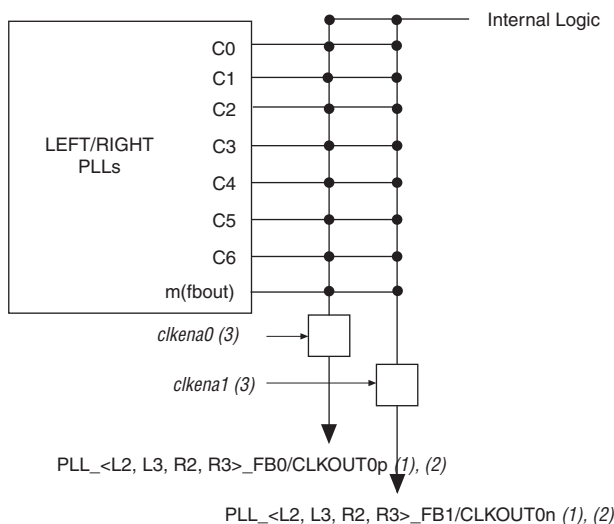 Internal Logic
C0
C1
C2
LEFT/RIGHT
PLLs
C3
C4
C5
C6
m(fbout)
clkena0 (3)
clkena1 (3)
PLL_<L2, L3, R2, R3>_FB0/CLKOUT0p (1), (2)
PLL_<L2, L3, R2, R3>_FB1/CLKOUT0n (1), (2)